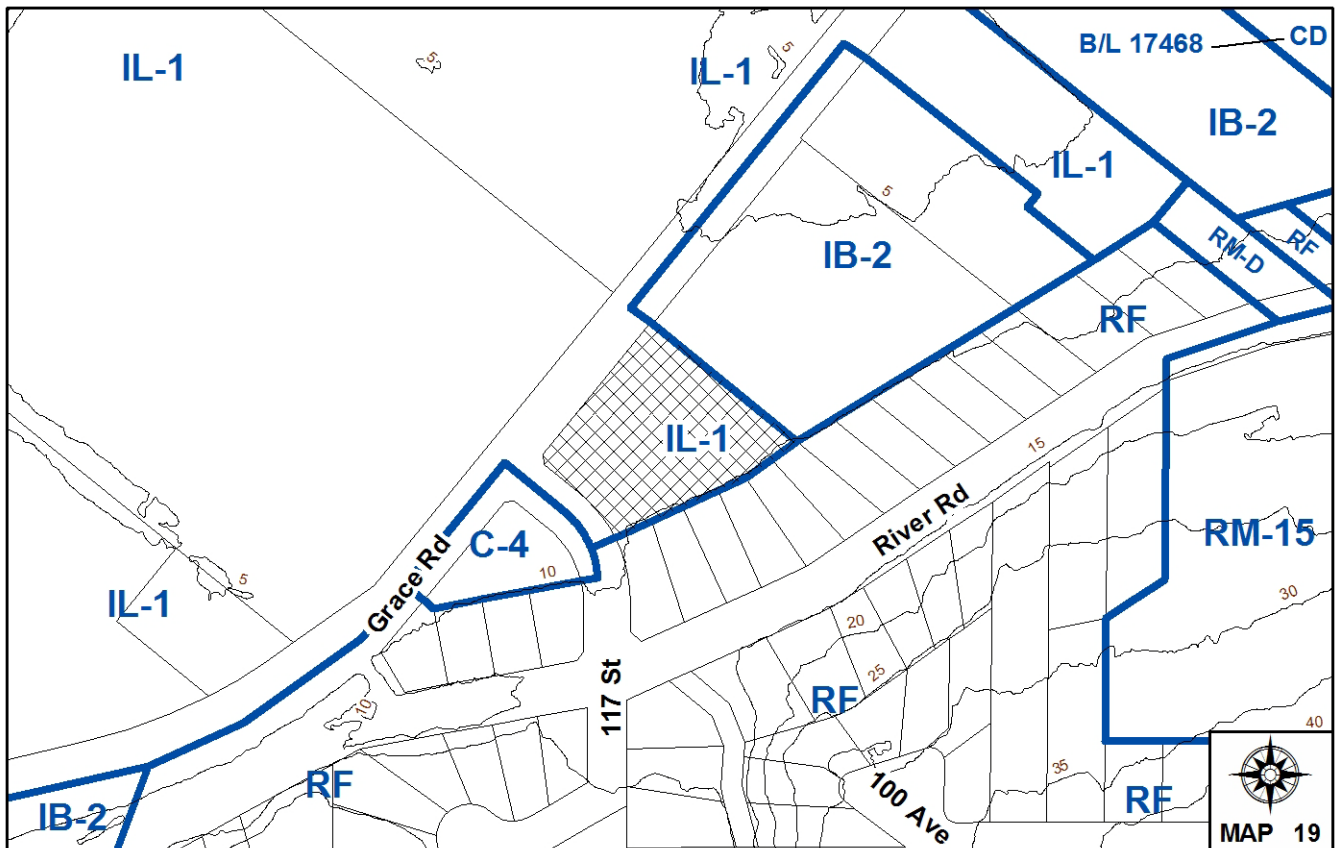 IL-1
5
IL-1
5
B/L 17468
CD
IB-2
IL-1
5
IB-2
RM-D
RF
RF
IL-1
15
River Rd
RM-15
C-4
10
Grace Rd
5
IL-1
30
20
25
RF
117 St
10
40
35
100 Ave
RF
RF
IB-2
MAP 19